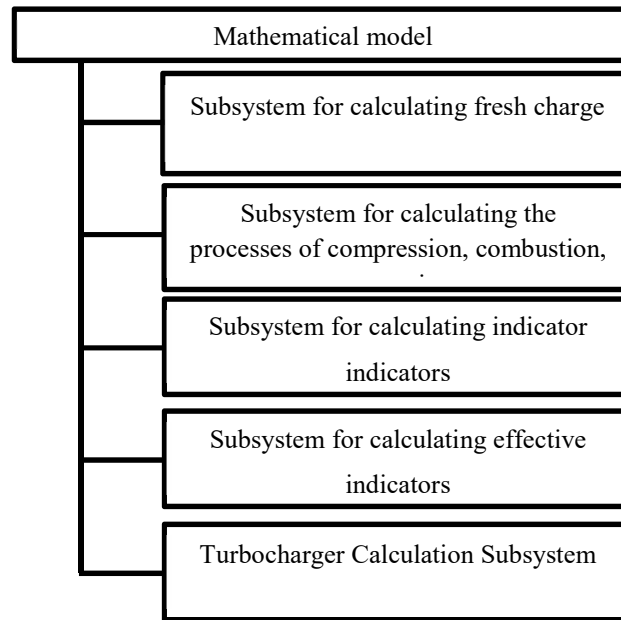 Mathematical model
Subsystem for calculating fresh charge
Subsystem for calculating the
processes of compression, combustion,
Subsystem for calculating indicator
indicators
Subsystem for calculating effective
indicators
Turbocharger Calculation Subsystem